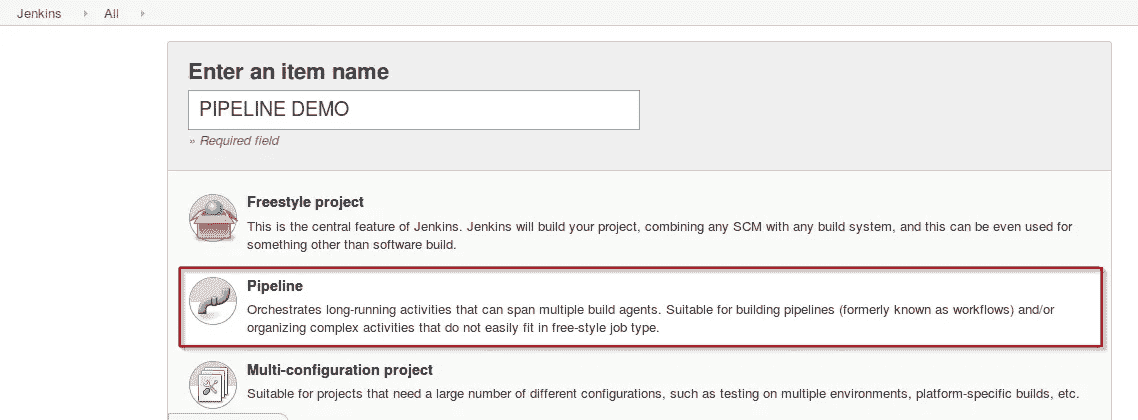 Jenkins All
Enter an item name
PIPELINE DEMO
» Required field
Freestyle project
This is the central feature of Jenkins. Jenkins will build your project, combining any SCM with any build system, and this can be even used for
something other than software build.
Pipeline
Orchestrates long-running activities that can span multiple build agents. Suitable for building pipelines (formerly known as workflows) and/or
organizing complex activities that do not easily fit in free-style job type.
Multi-configuration project
Suitable for projects that need a large number of different configurations, such as testing on multiple environments, platform-specific builds, etc.